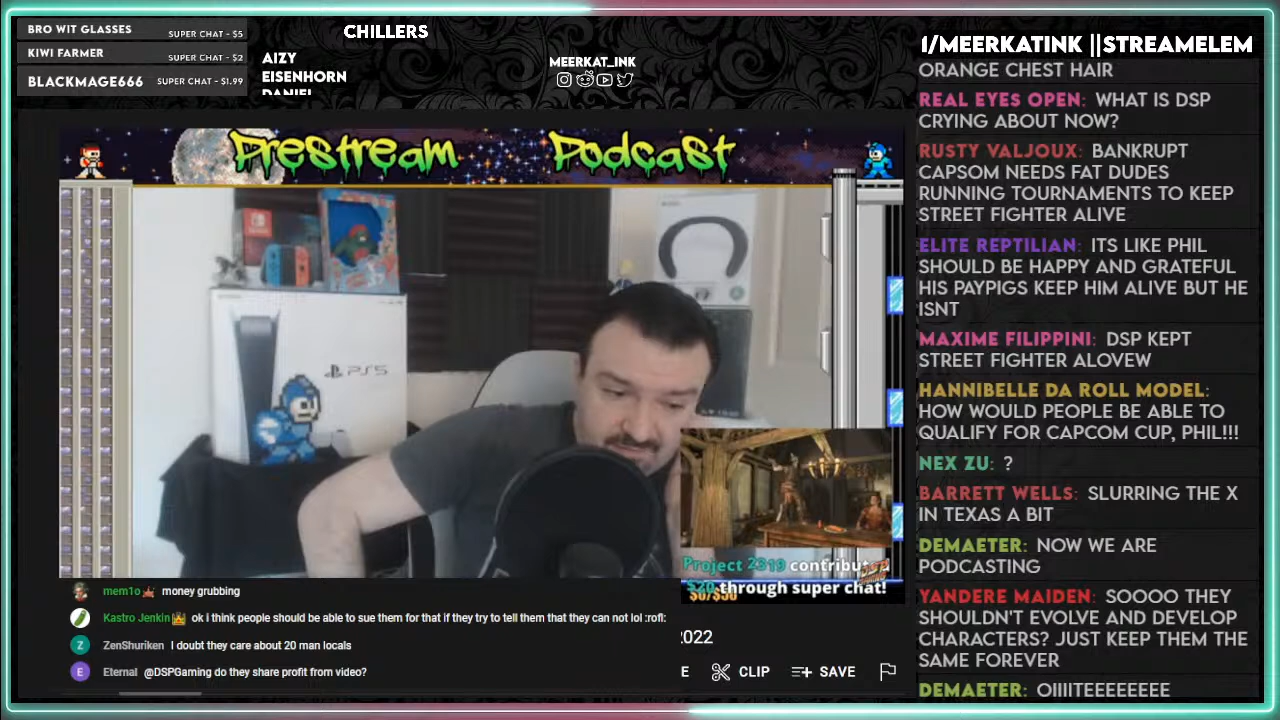 BRO WIT GLASSES SUPER CHAT - $5
KIWI FARMER SUPER CHAT - $2
BLACKMAGE666 SUPER CHAT - $1.99
CHILLERS
AIZY
EISENHORN
DANIEL
MEERKAT_INK
Prestream Podcast
PS5
Project 2319 contribut
$20 through super chat!
$0/$50
mem1o money grubbing
Kastro Jenkin ok i think people should be able to sue them for that if they try to tell them that they can not lol :rofl:
ZenShuriken I doubt they care about 20 man locals
Eternal @DSPGaming do they share profit from video?
2022
E CLIP SAVE
/MEERKATINK ||STREAMELEM
ORANGE CHEST HAIR
REAL EYES OPEN: WHAT IS DSP
CRYING ABOUT NOW?
RUSTY VALJOUX: BANKRUPT
CAPSOM NEEDS FAT DUDES
RUNNING TOURNAMENTS TO KEEP
STREET FIGHTER ALIVE
ELITE REPTILIAN: ITS LIKE PHIL
SHOULD BE HAPPY AND GRATEFUL
HIS PAYPIGS KEEP HIM ALIVE BUT HE
ISNT
MAXIME FILIPPINI: DSP KEPT
STREET FIGHTER ALOVEW
HANNIBELLE DA ROLL MODEL:
HOW WOULD PEOPLE BE ABLE TO
QUALIFY FOR CAPCOM CUP, PHIL!!!
NEX ZU: ?
BARRETT WELLS: SLURRING THE X
IN TEXAS A BIT
DEMAETER: NOW WE ARE
PODCASTING
YANDERE MAIDEN: SOOOO THEY
SHOULDN'T EVOLVE AND DEVELOP
CHARACTERS? JUST KEEP THEM THE
SAME FOREVER
DEMAETER: OIIIITEEEEEEEE